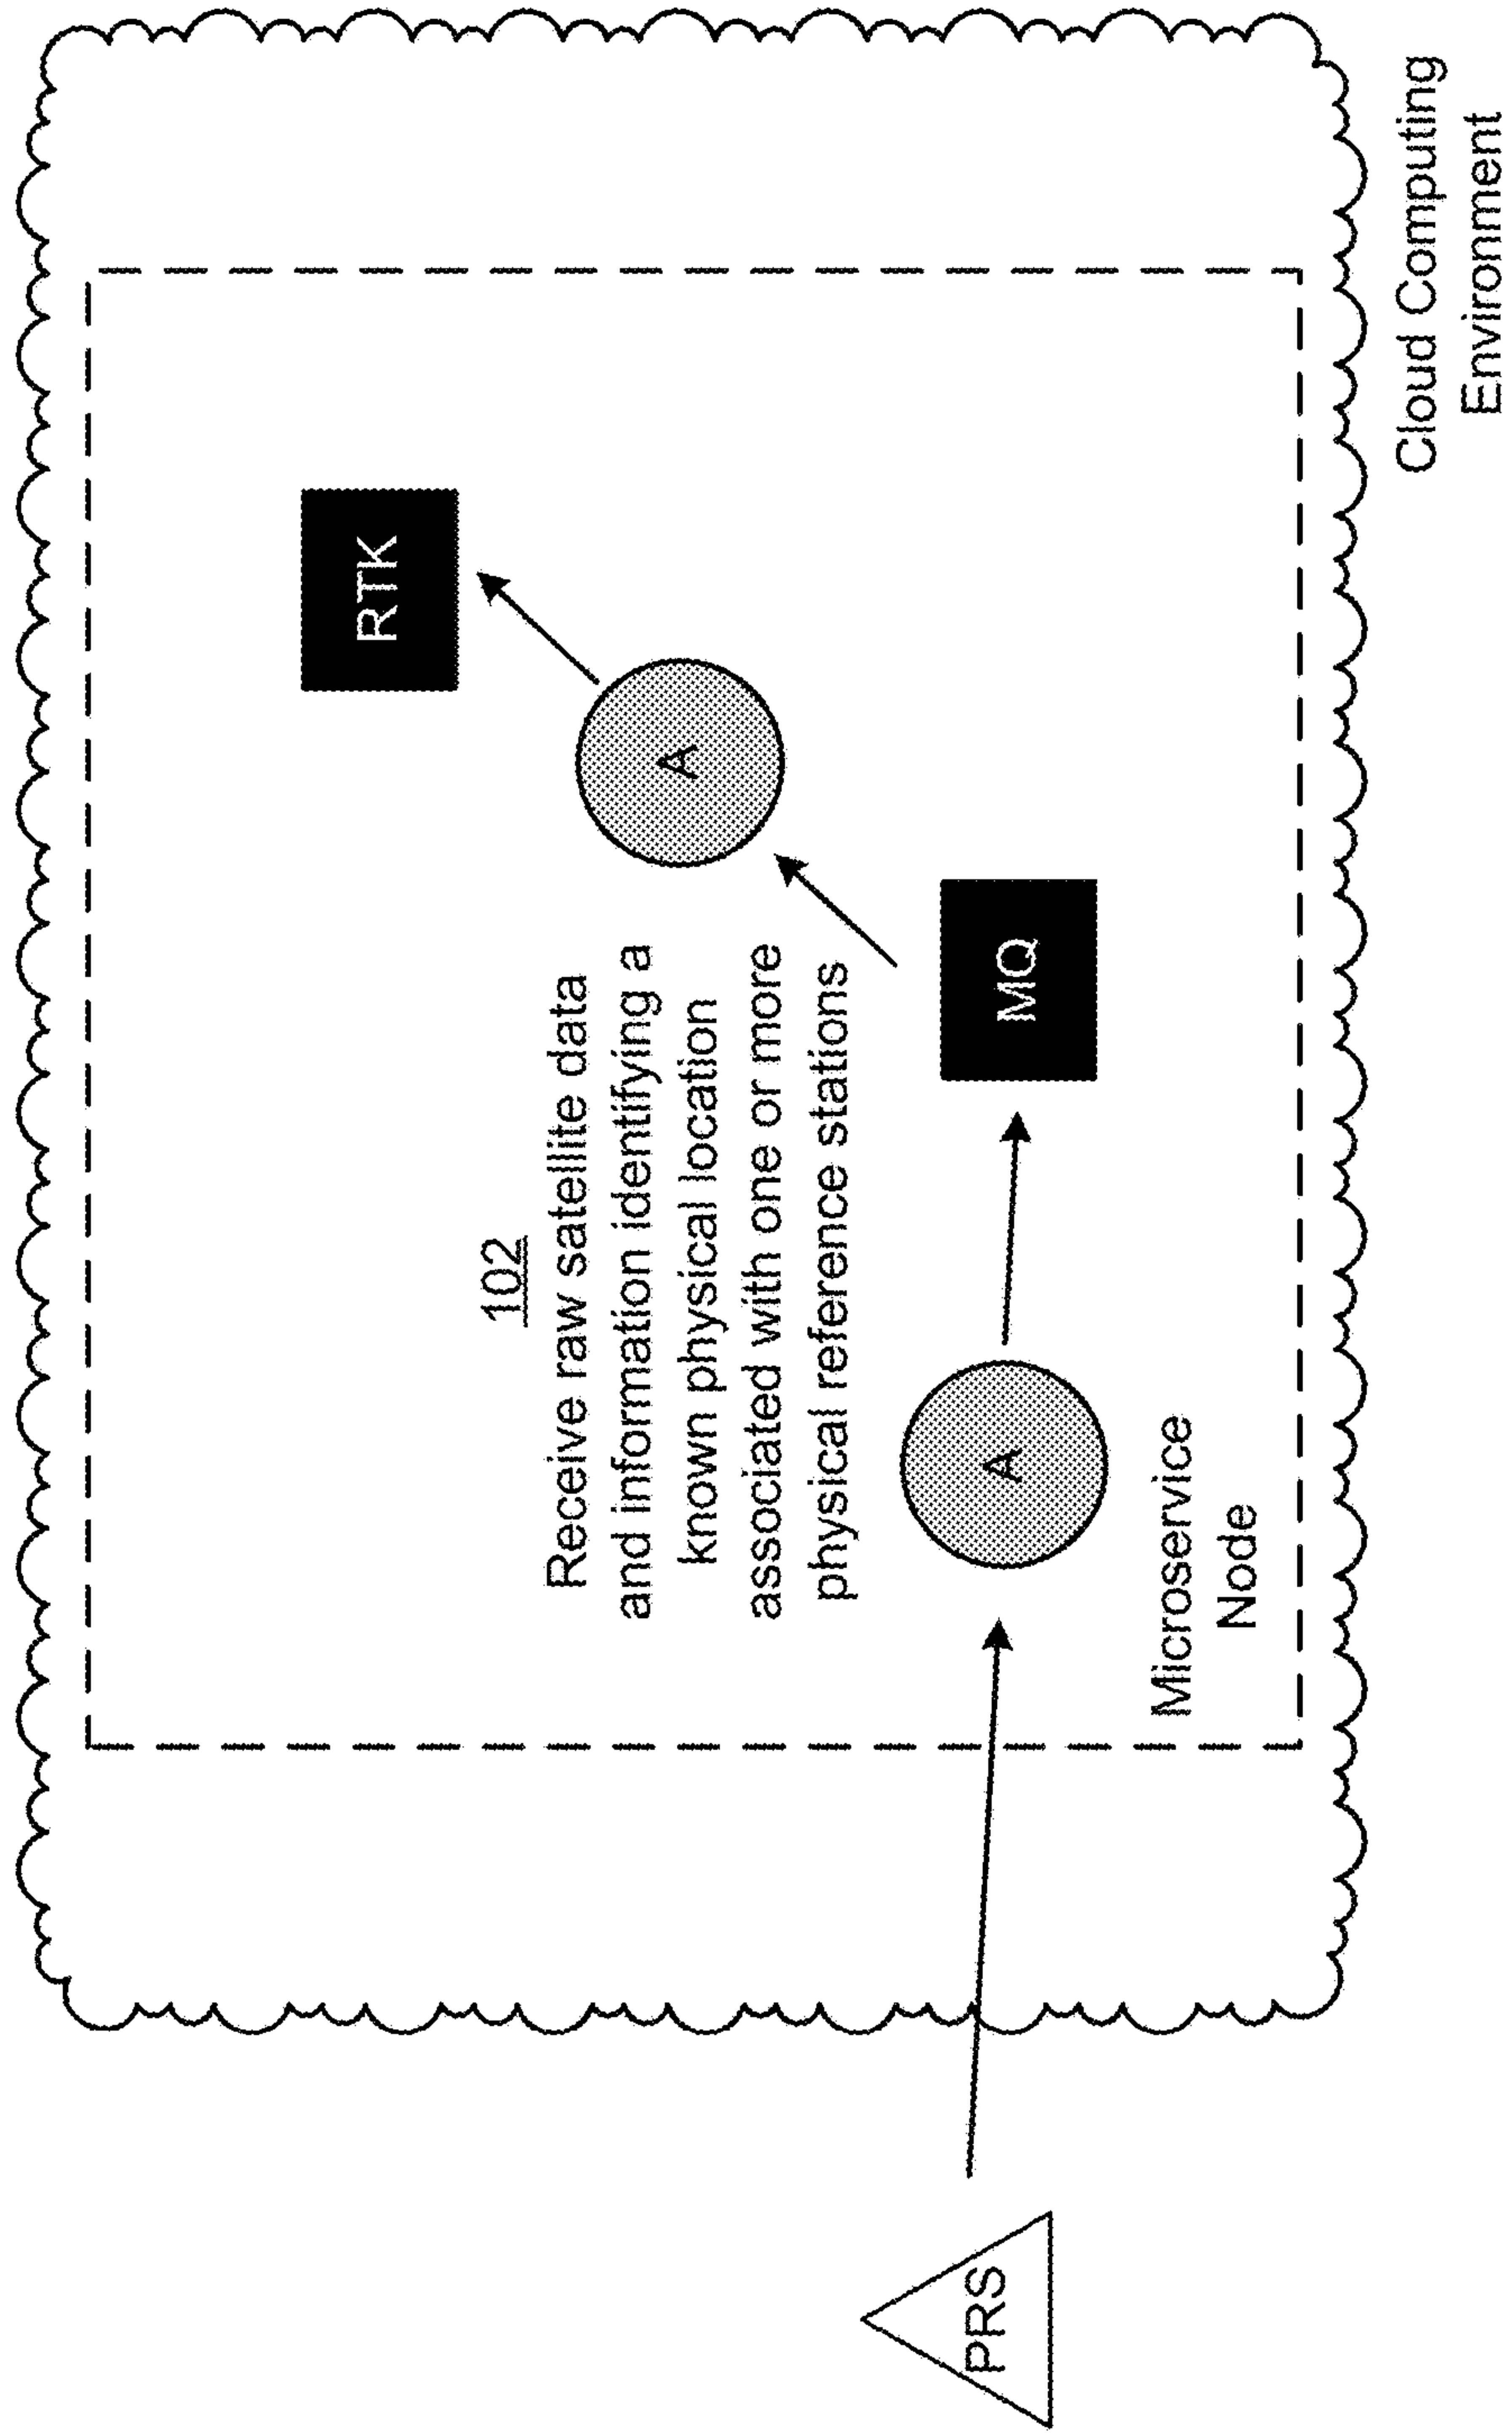 102
Receive raw satellite data
and information identifying a
known physical location
associated with one or more
physical reference stations
RTK
A
MQ
A
PRS
Microservice
Node
Cloud Computing
Environment